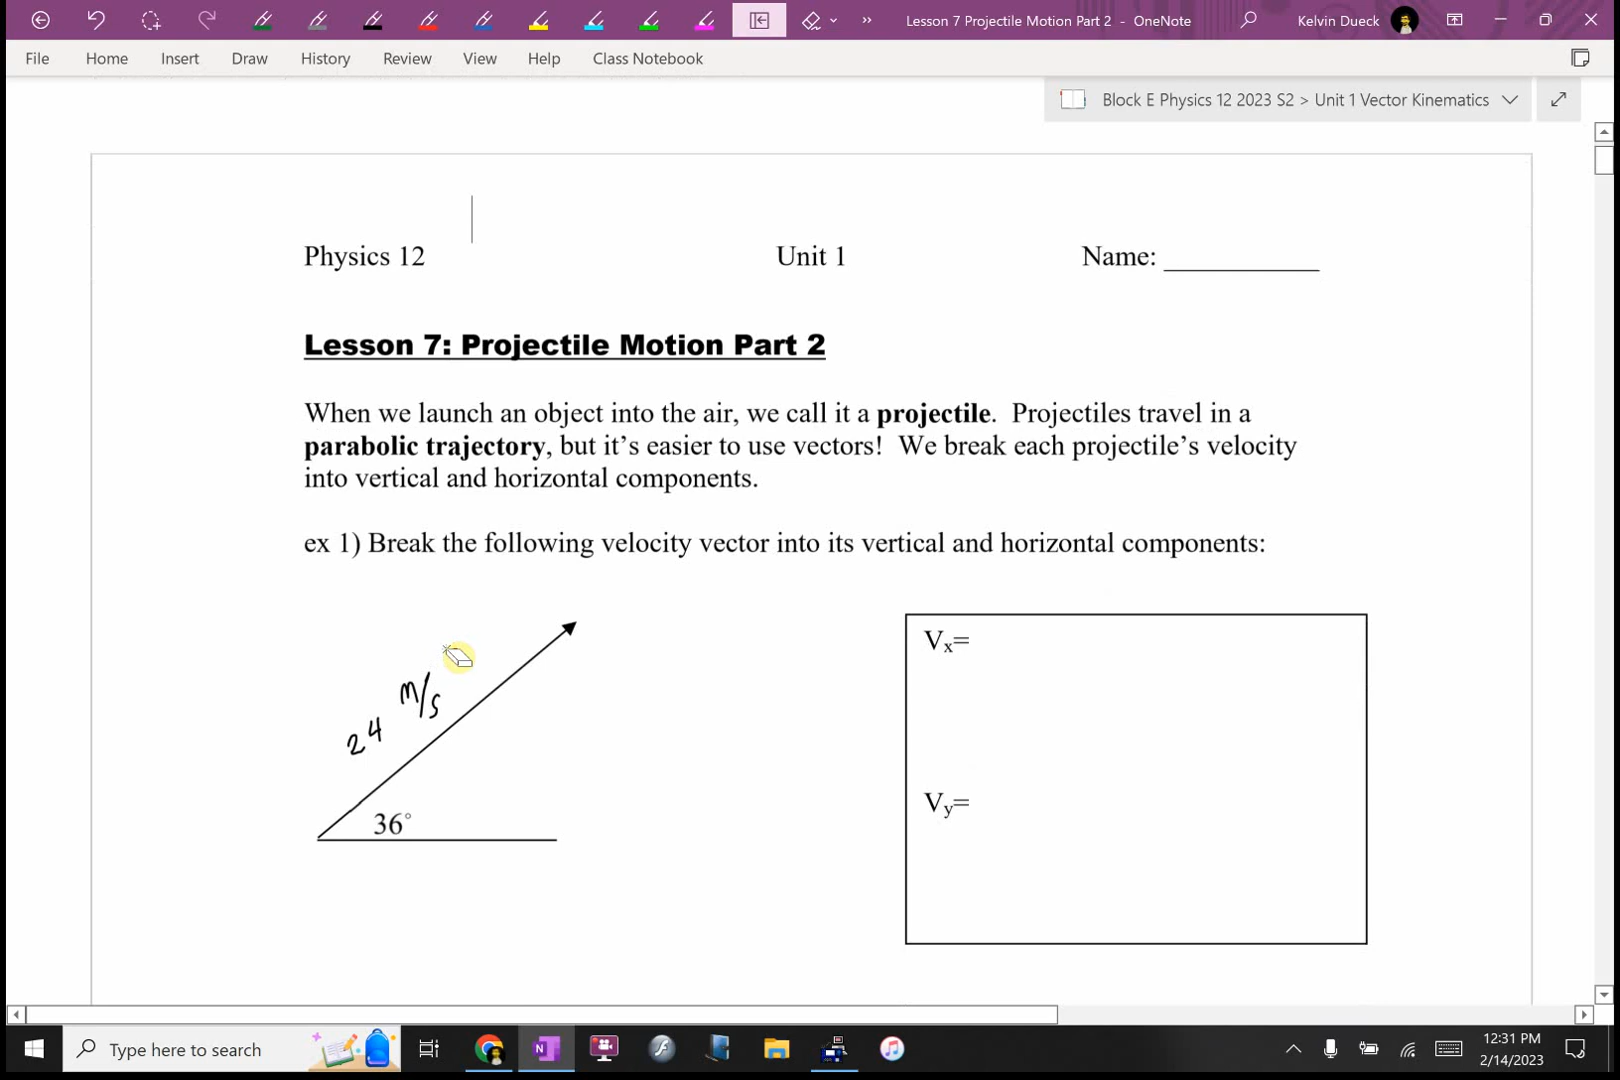 Lesson 7 Projectile Motion Part 2 - OneNote
Kelvin Dueck
File Home Insert Draw History Review View Help Class Notebook
Block E Physics 12 2023 S2 > Unit 1 Vector Kinematics
Physics 12 Unit 1 Name: ___________
Lesson 7: Projectile Motion Part 2
When we launch an object into the air, we call it a projectile. Projectiles travel in a
parabolic trajectory, but it's easier to use vectors! We break each projectile's velocity
into vertical and horizontal components.
ex 1) Break the following velocity vector into its vertical and horizontal components:
24 m/s
36°
Vx=
Vy=
Type here to search
12:31 PM
2/14/2023